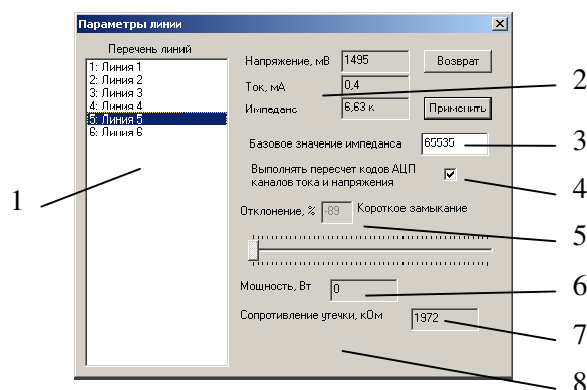 Параметры линии
Перечень линий
1: Линия 1
2: Линия 2
3: Линия 3
4: Линия 4
5: Линия 5
6: Линия 6
Напряжение, мВ 1495 Возврат
Ток, мА 0,4
Импеданс 6,63 к Применить
Базовое значение импеданса 65535
Выполнять пересчет кодов АЦП
каналов тока и напряжения
Отклонение, % -89 Короткое замыкание
Мощность, Вт 0
Сопротивление утечки, кОм 1972
1
2
3
4
5
6
7
8